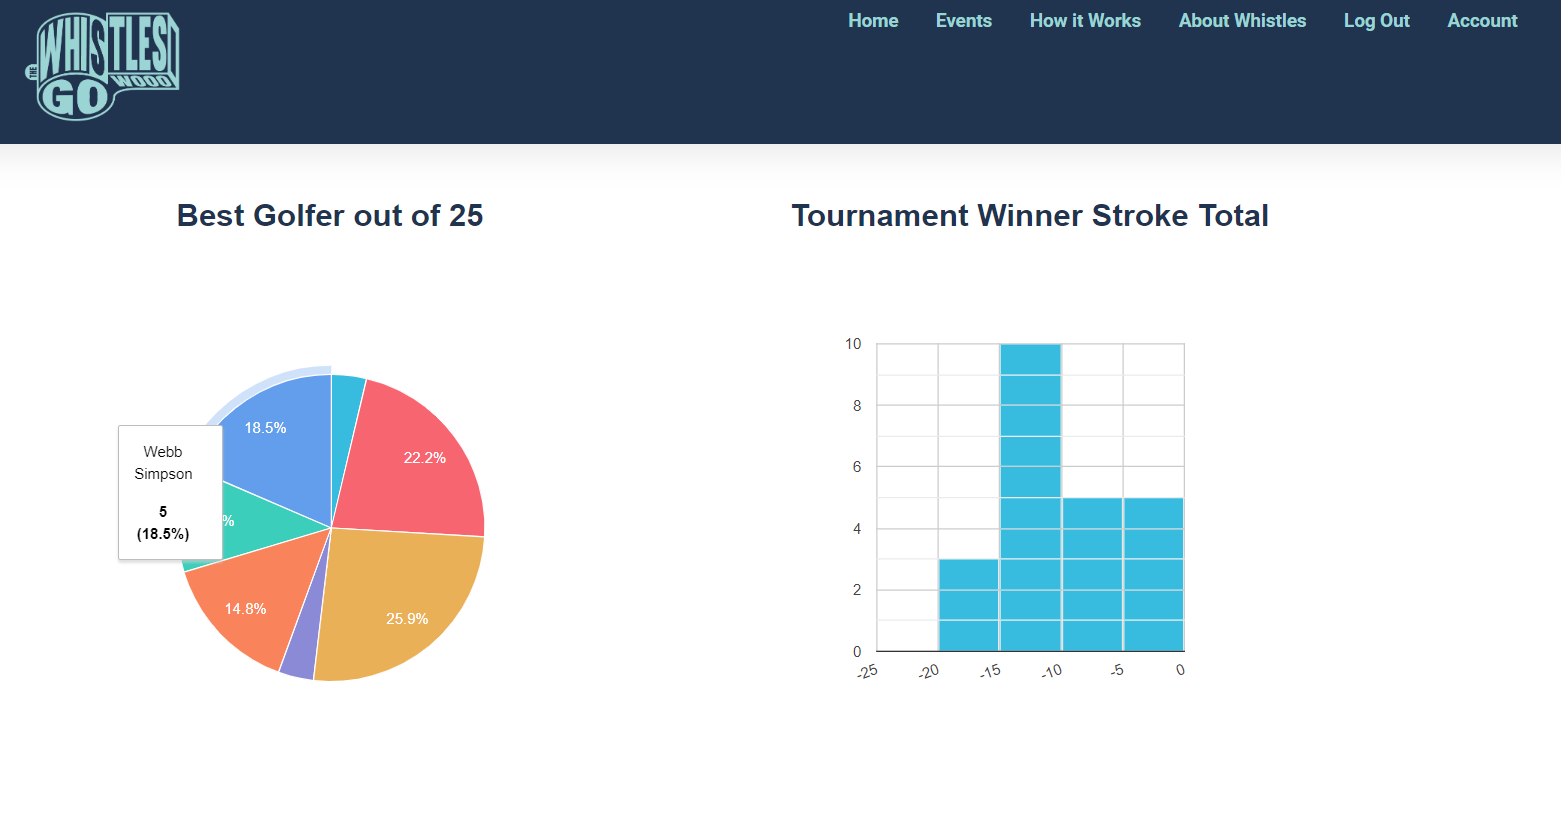 THE
WHISTLES
GO
WOOO
Home Events How it Works About Whistles Log Out Account
Best Golfer out of 25
Tournament Winner Stroke Total
18.5%
22.2%
Webb
Simpson
5
(18.5%)
%
14.8%
25.9%
10
8
6
4
2
0
-25 -20 -15 -10 -5 0